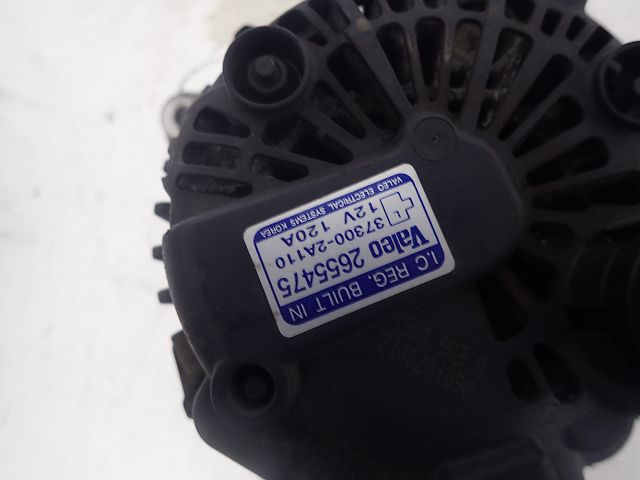 I.C REG. BUILT IN
Valeo 2655475
37300-2A110
12V 120A
VALEO ELECTRICAL SYSTEMS KOREA